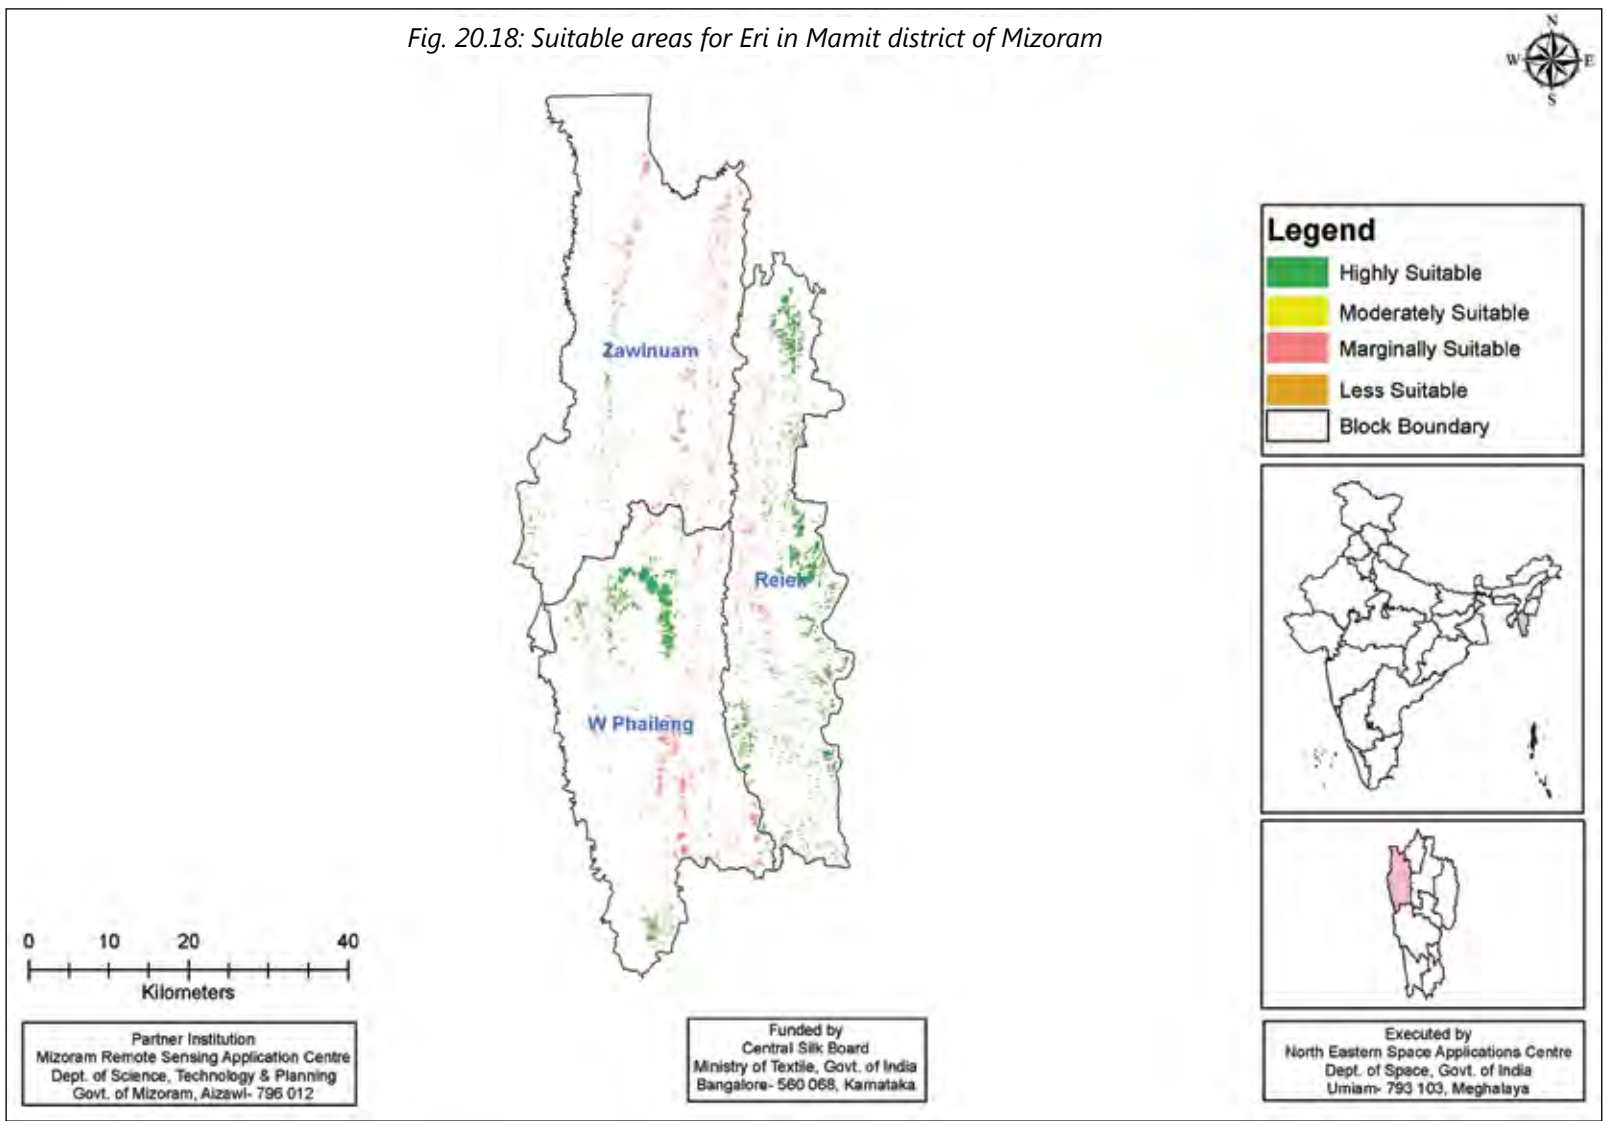 Fig. 20.18: Suitable areas for Eri in Mamit district of Mizoram
N
W
E
S
Legend
Highly Suitable
Moderately Suitable
Marginally Suitable
Less Suitable
Block Boundary
Zawlnuam
Reiek
W Phaileng
0 10 20 40
Kilometers
Partner Institution
Mizoram Remote Sensing Application Centre
Dept. of Science, Technology & Planning
Govt. of Mizoram, Aizawl- 796 012
Funded by
Central Silk Board
Ministry of Textile, Govt. of India
Bangalore- 560 068, Karnataka
Executed by
North Eastern Space Applications Centre
Dept. of Space, Govt. of India
Umiam- 793 103, Meghalaya